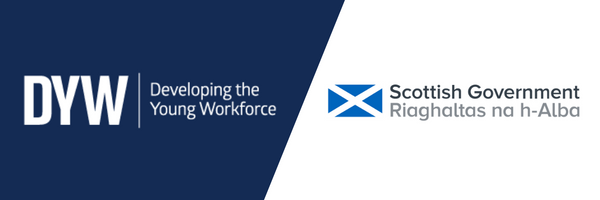 DYW
Developing the
Young Workforce
Scottish Government
Riaghaltas na h-Alba